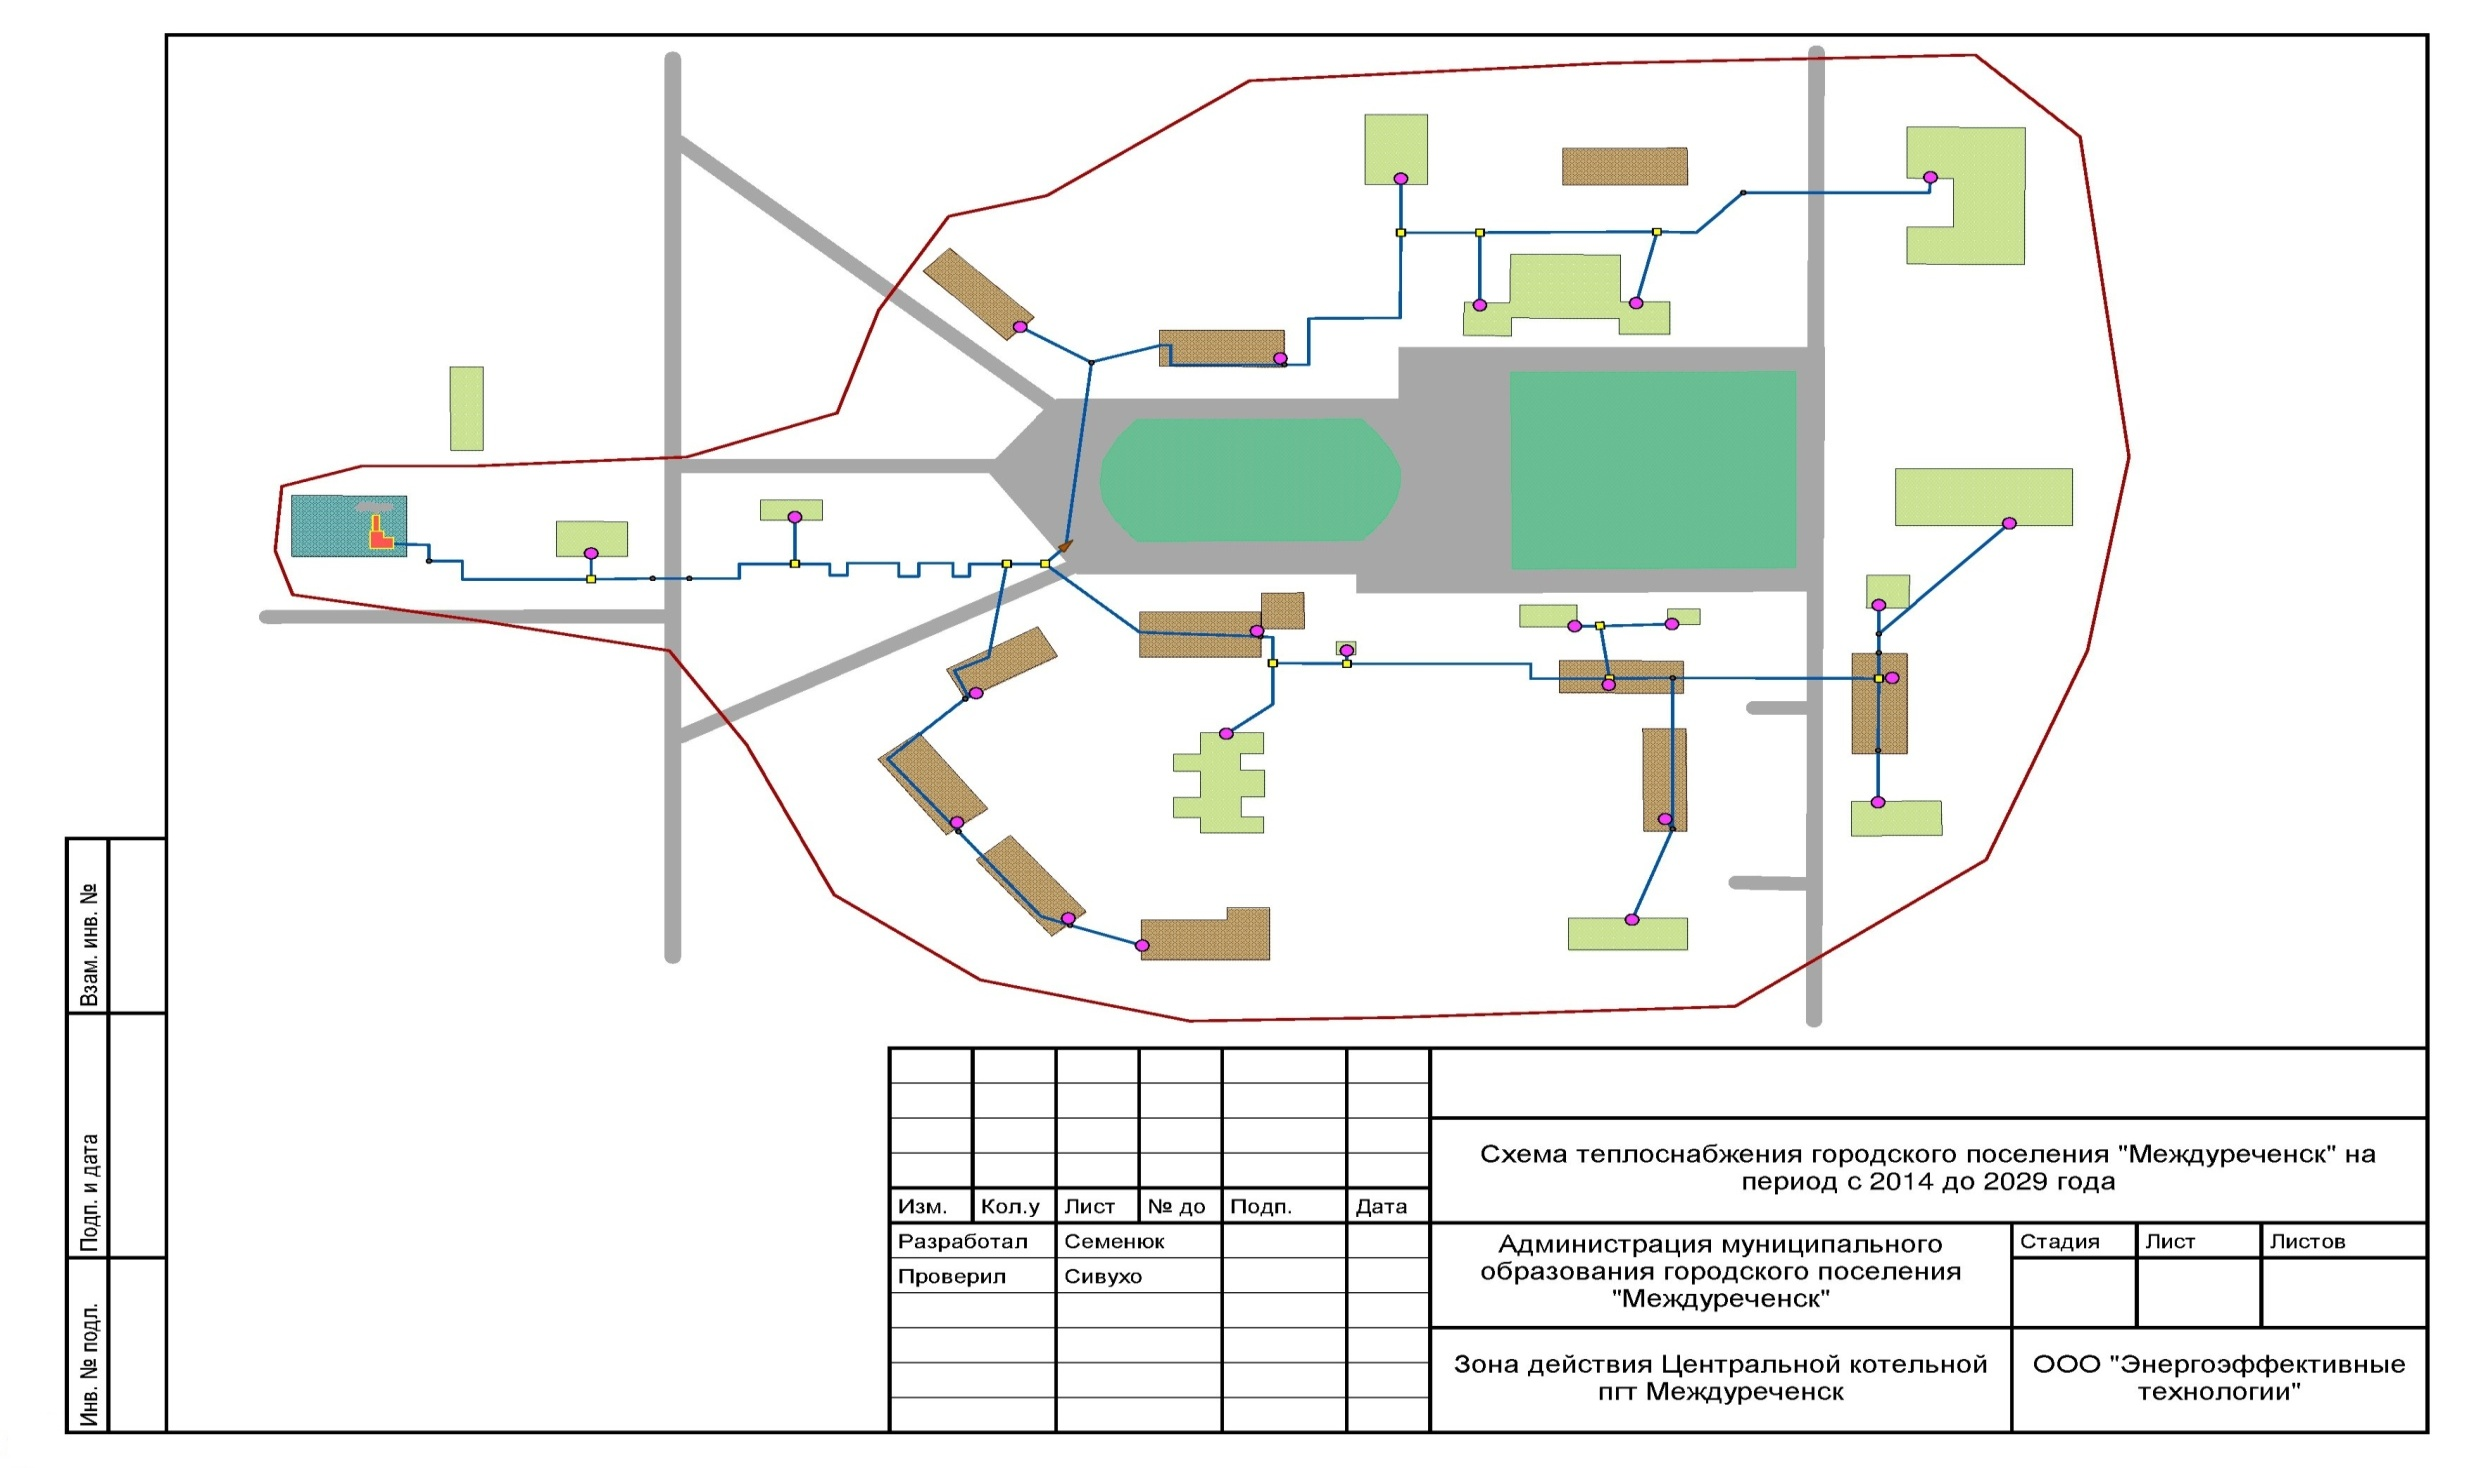 Взам. инв. №
Подп. и дата
Инв. № подл.
Схема теплоснабжения городского поселения "Междуреченск" на
период с 2014 до 2029 года
Изм. Кол.у Лист № до Подп. Дата
Разработал Семенюк
Проверил Сивухо
Администрация муниципального
образования городского поселения
"Междуреченск"
Стадия Лист Листов
Зона действия Центральной котельной
пгт Междуреченск
ООО "Энергоэффективные
технологии"